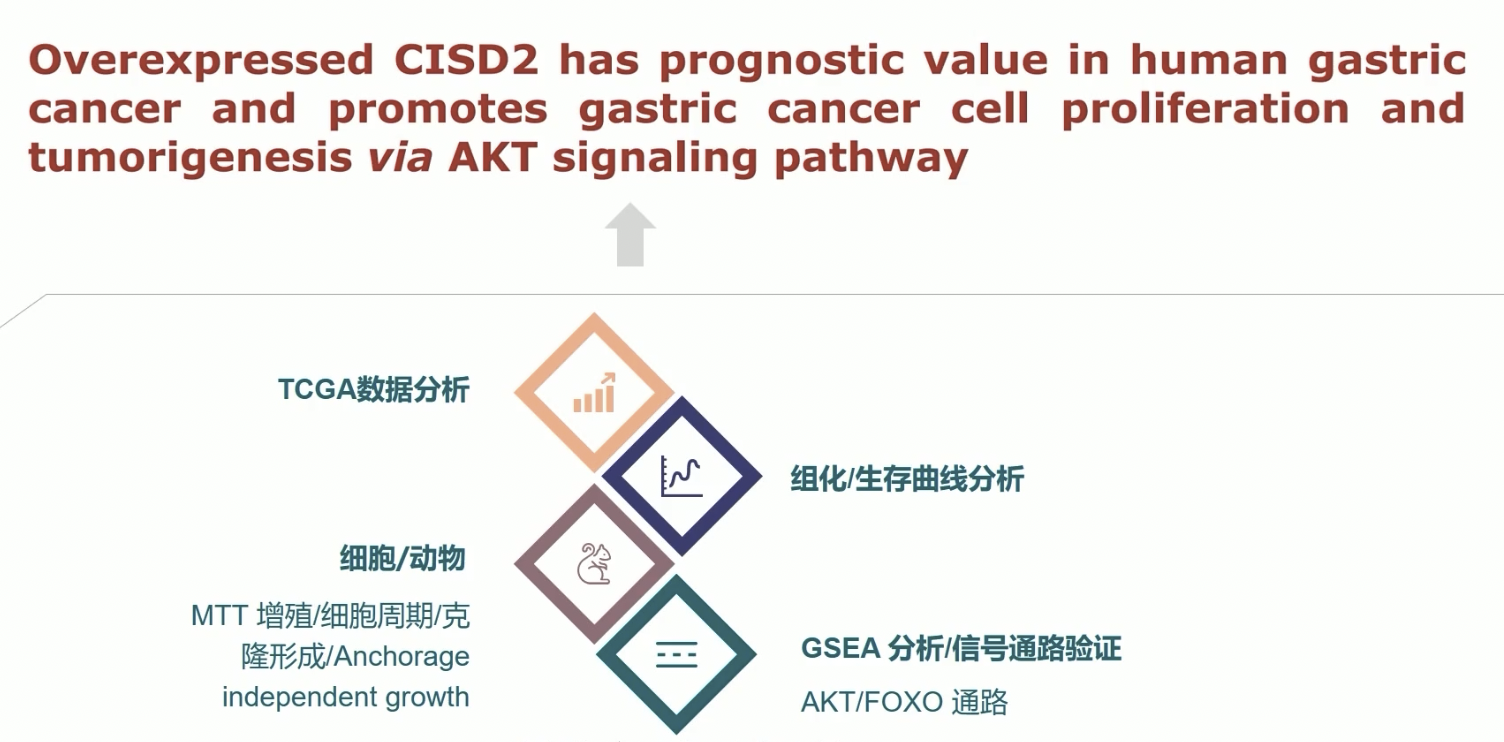 Overexpressed CISD2 has prognostic value in human gastric
cancer and promotes gastric cancer cell proliferation and
tumorigenesis via AKT signaling pathway
TCGA数据分析
组化/生存曲线分析
细胞/动物
MTT 增殖/细胞周期/克
隆形成/Anchorage
independent growth
GSEA 分析/信号通路验证
AKT/FOXO 通路